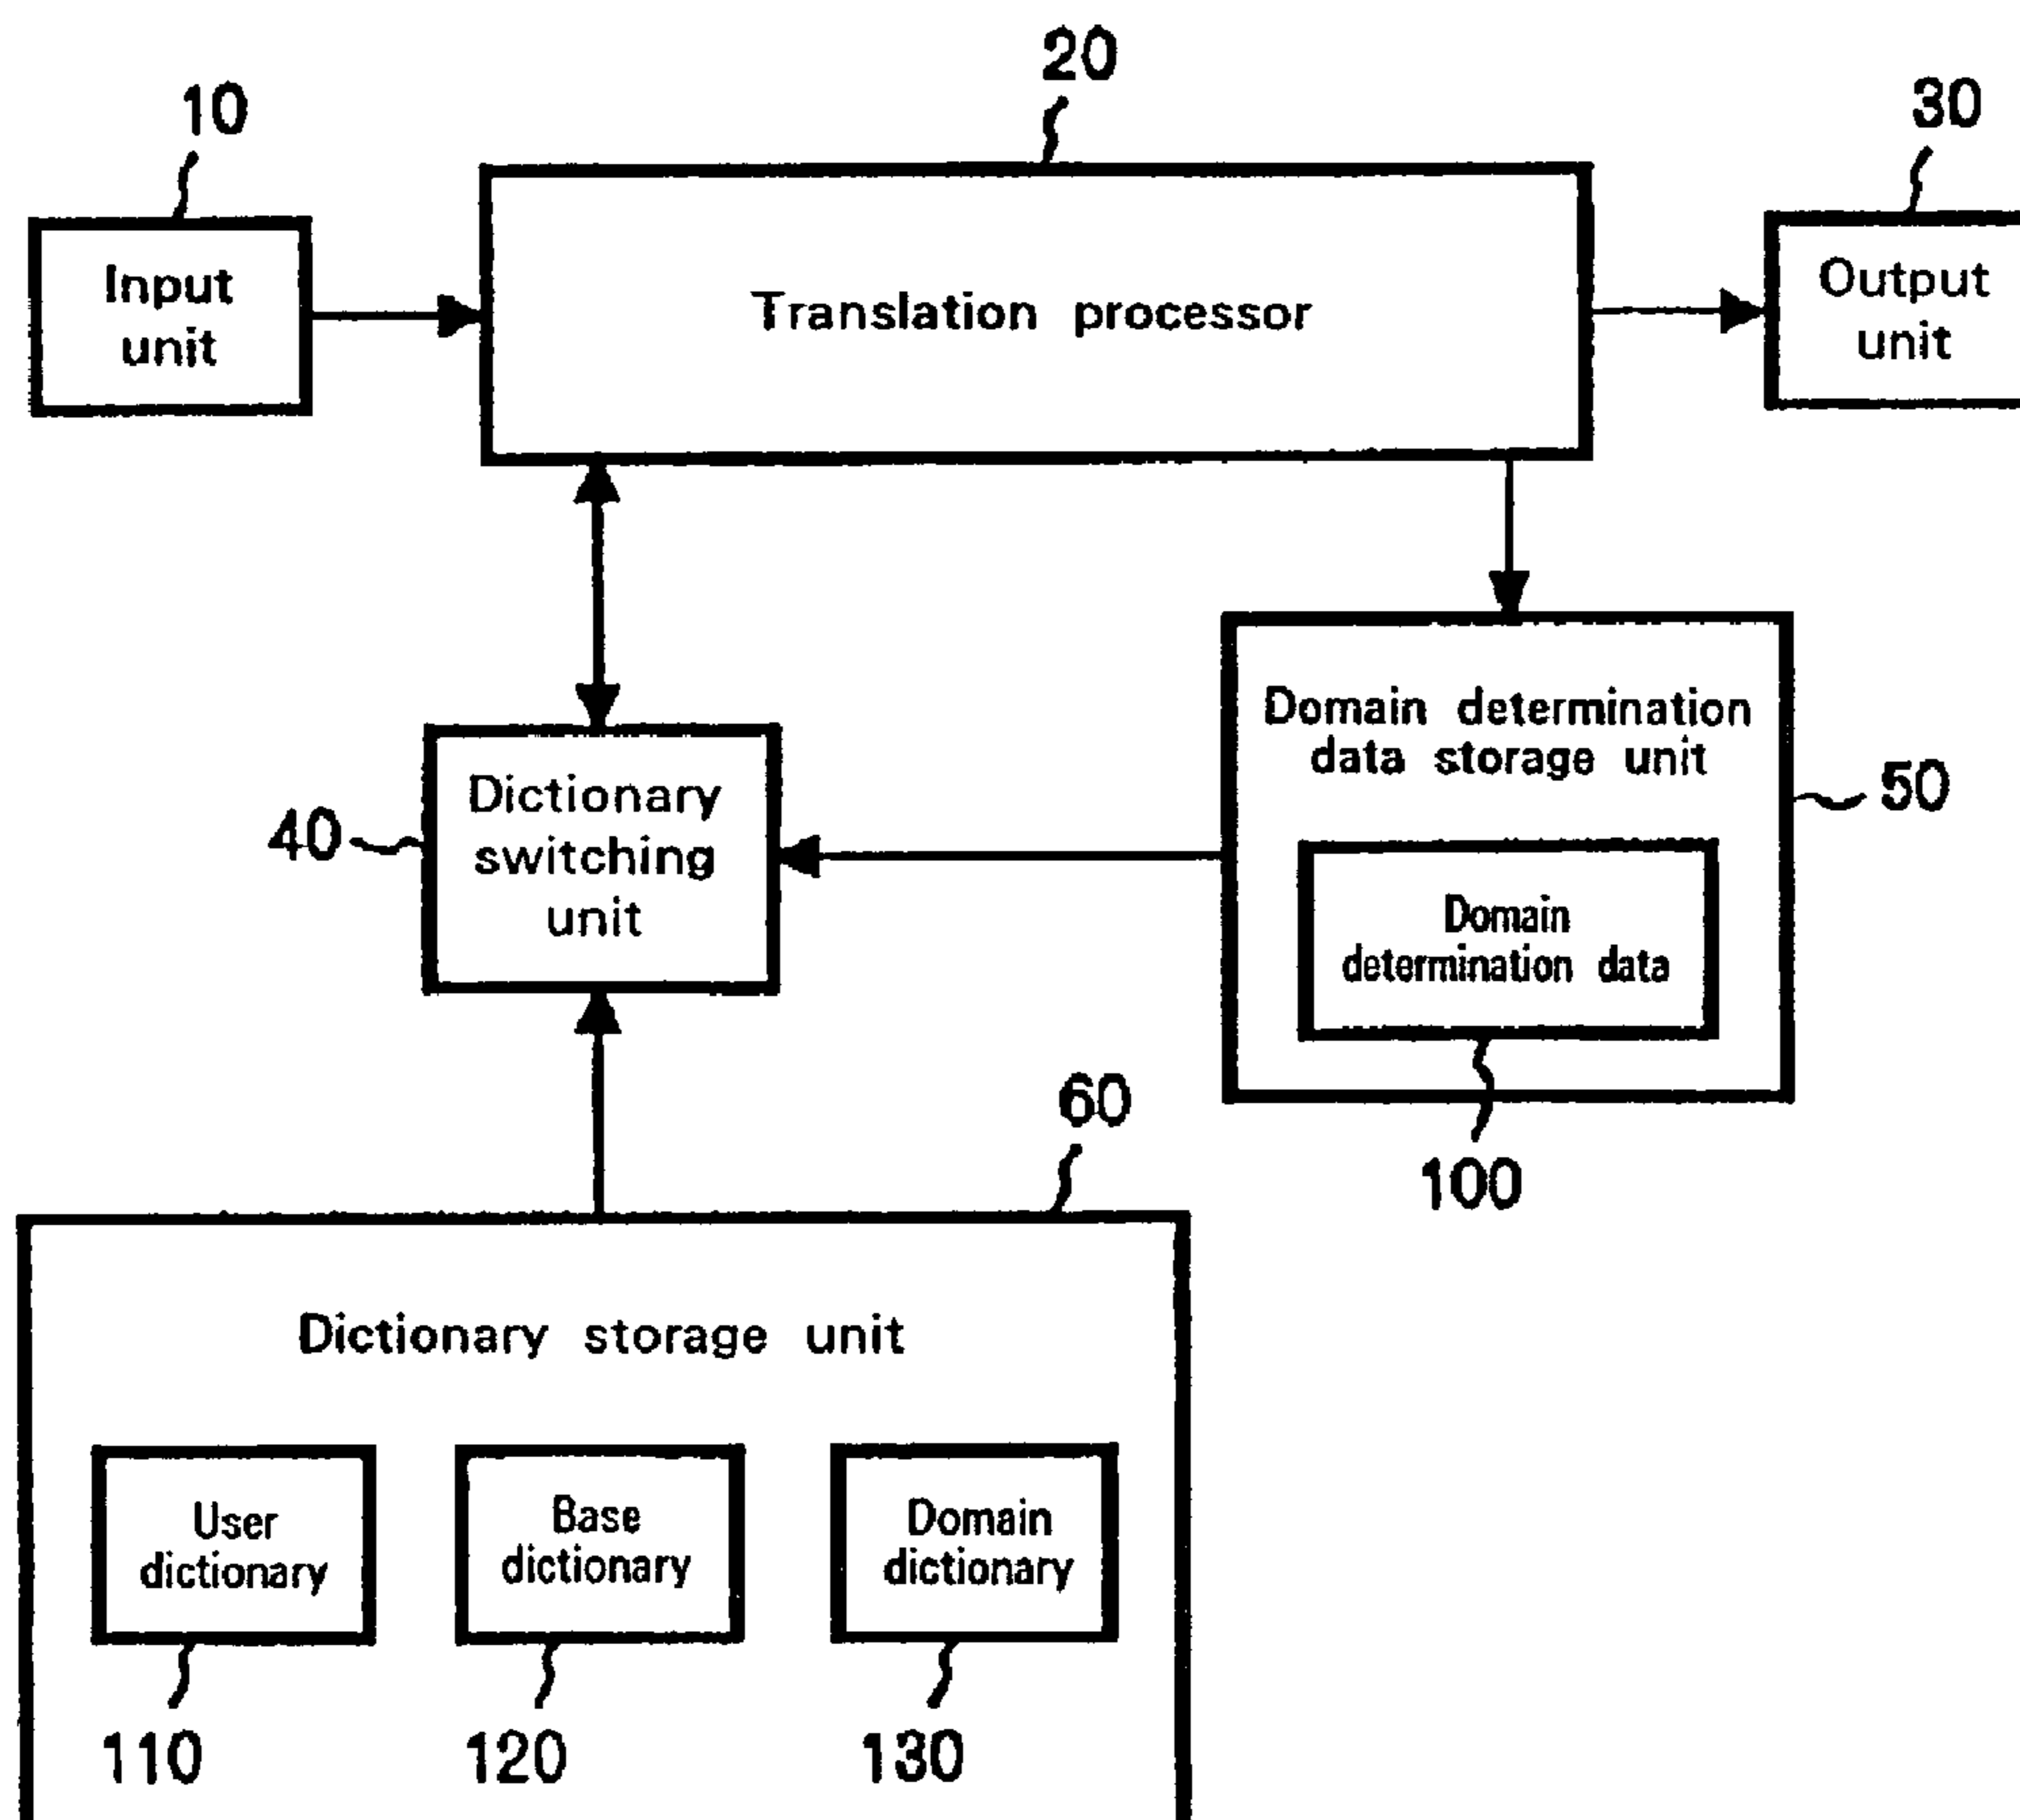 20
10
30
Input
unit
Translation processor
Output
unit
Domain determination
data storage unit
50
40
Dictionary
switching
unit
Domain
determination data
60
100
Dictionary storage unit
User
dictionary
Base
dictionary
Domain
dictionary
110
120
130